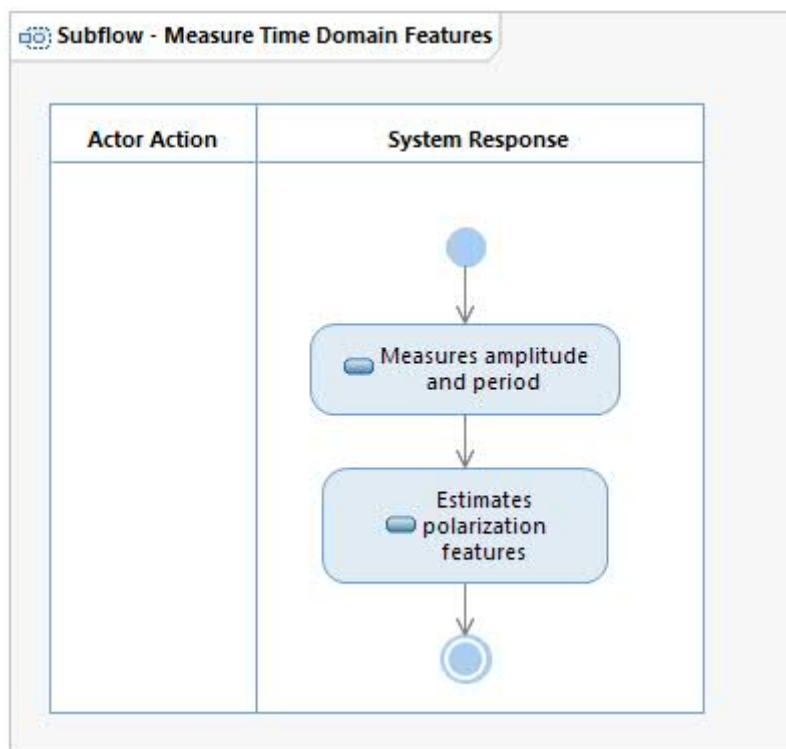 Subflow - Measure Time Domain Features
Actor Action
System Response
Measures amplitude
and period
Estimates
polarization
features